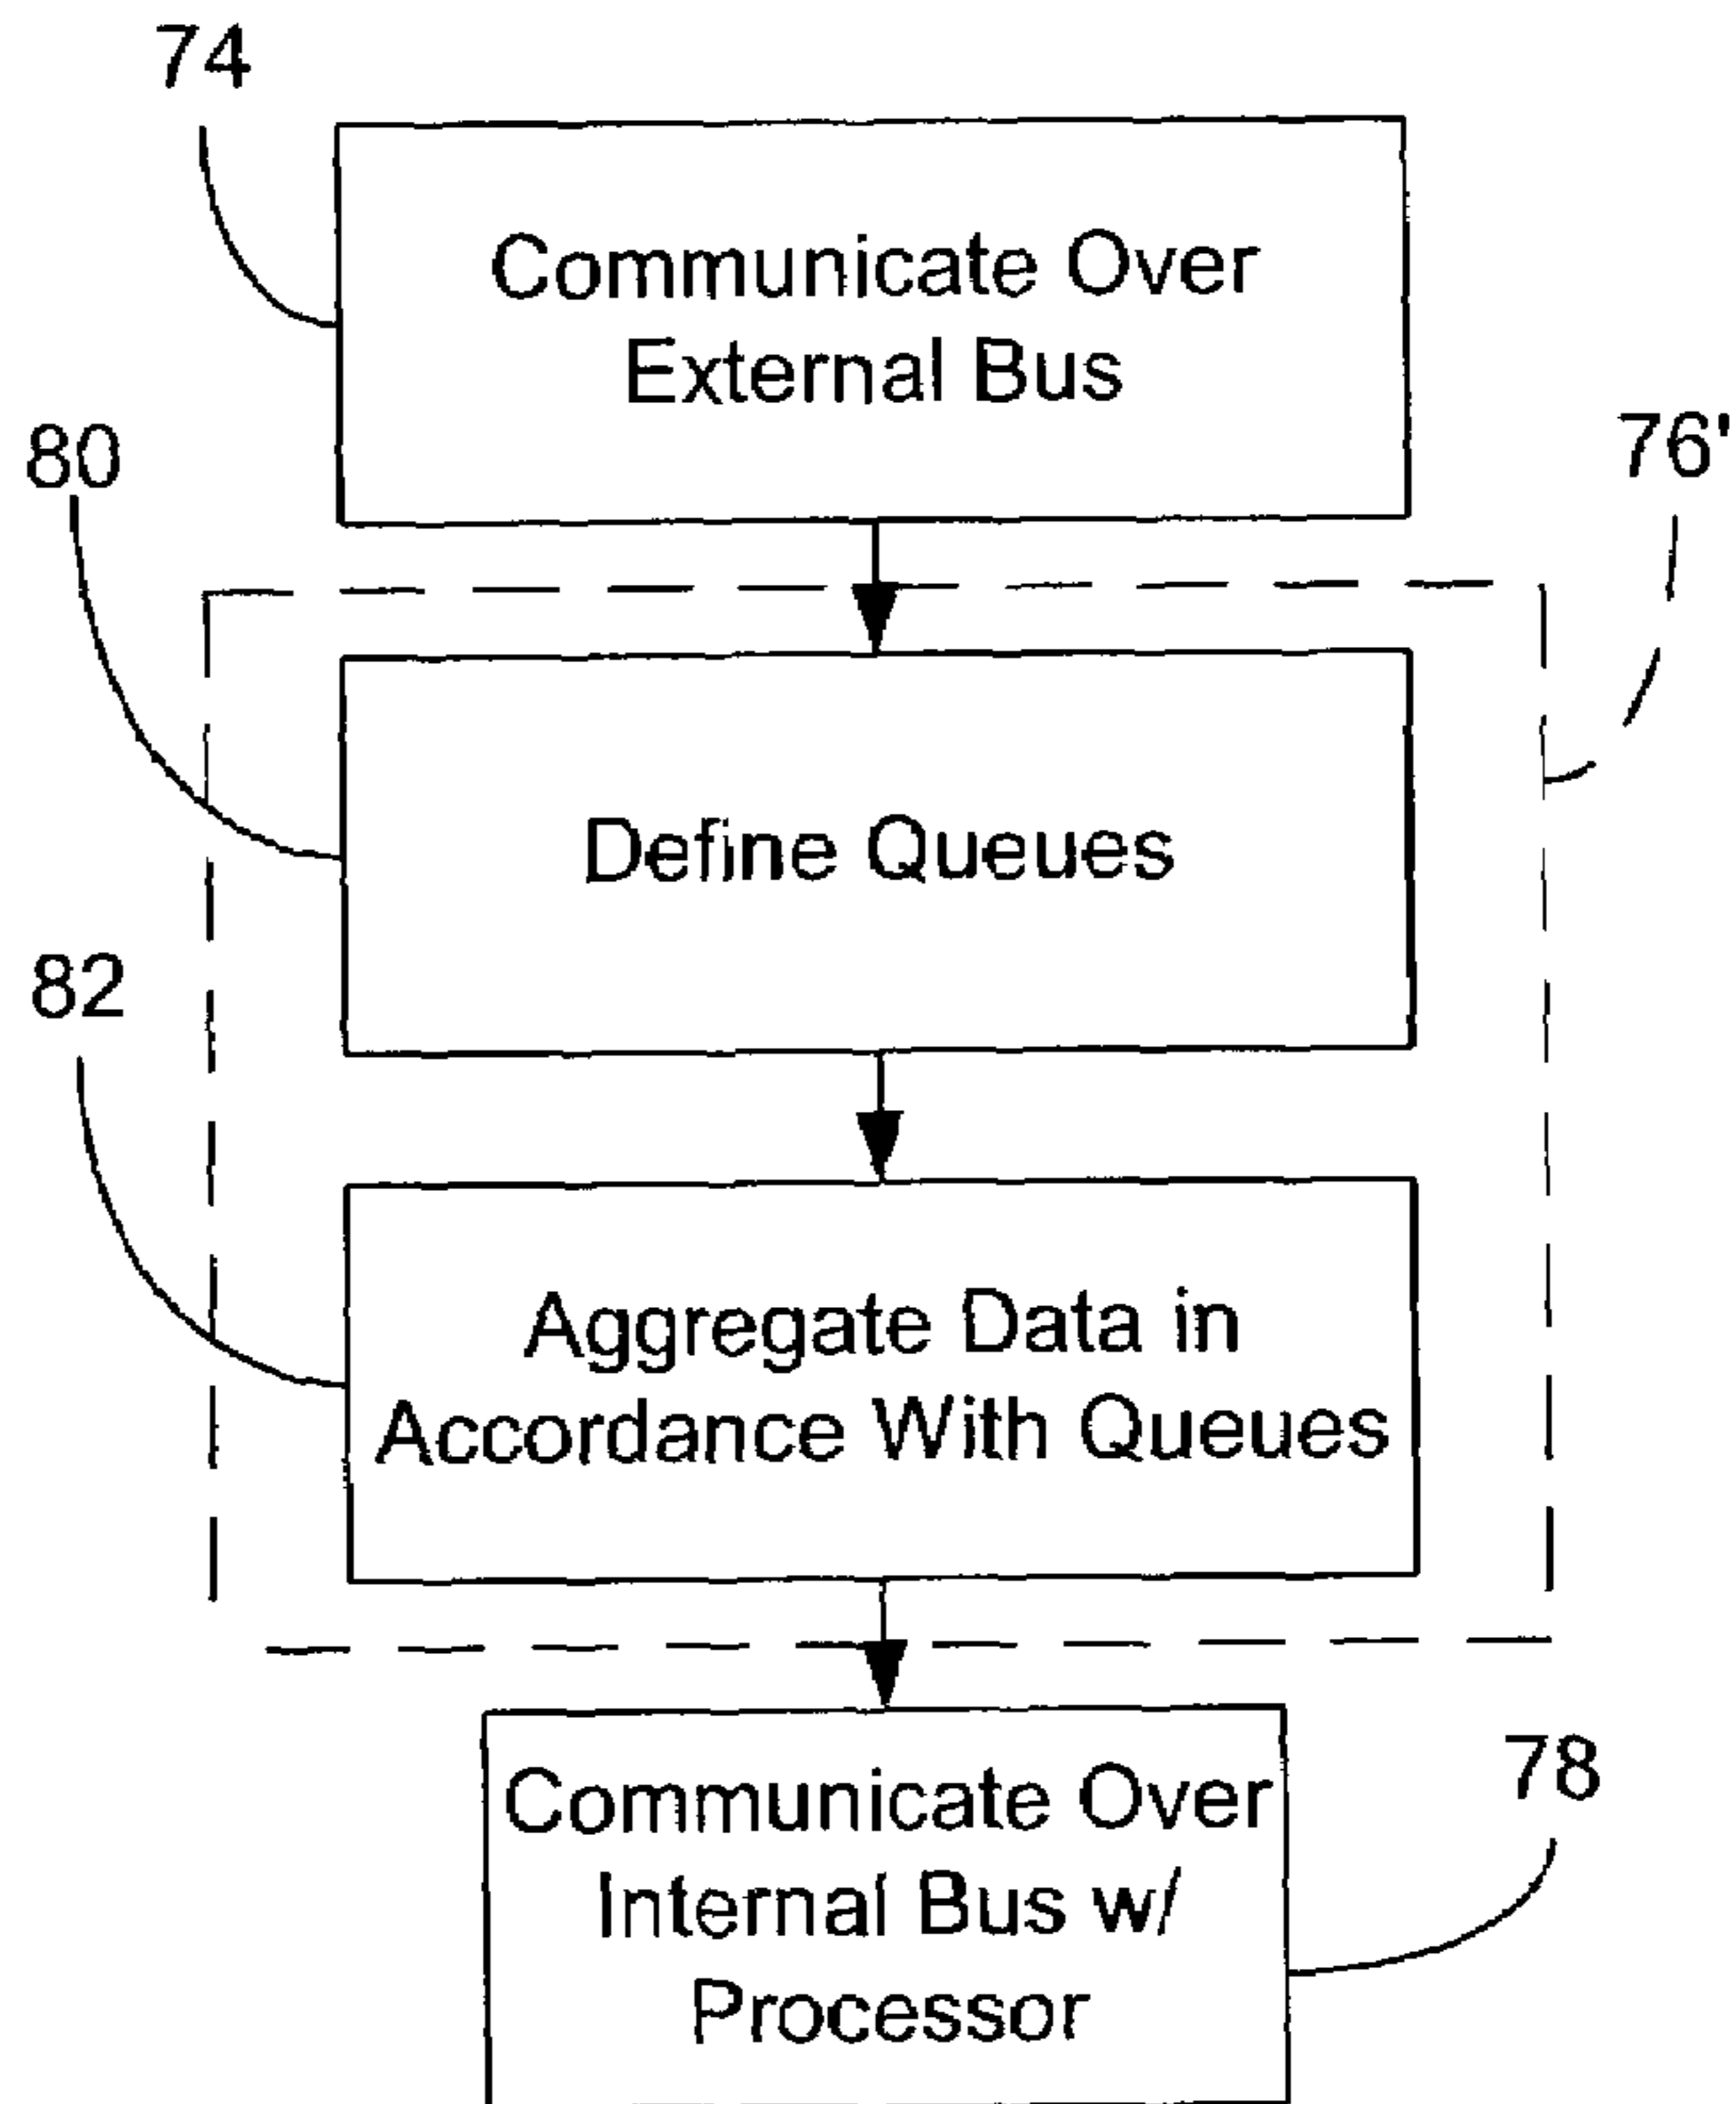 74
Communicate Over
External Bus
80
76'
Define Queues
82
Aggregate Data in
Accordance With Queues
78
Communicate Over
Internal Bus w/
Processor